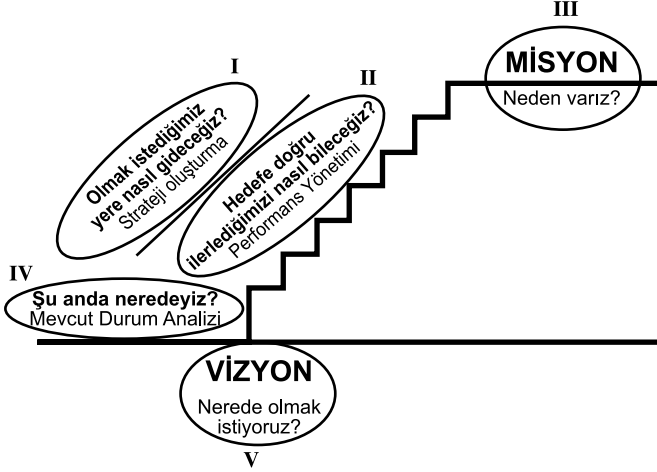 III
MİSYON
Neden varız?
I
Olmak istediğimiz
yere nasıl gideceğiz?
Strateji oluşturma
II
Hedefe doğru
ilerlediğimizi nasıl bileceğiz?
Performans Yönetimi
IV
Şu anda neredeyiz?
Mevcut Durum Analizi
VİZYON
Nerede olmak
istiyoruz?
V